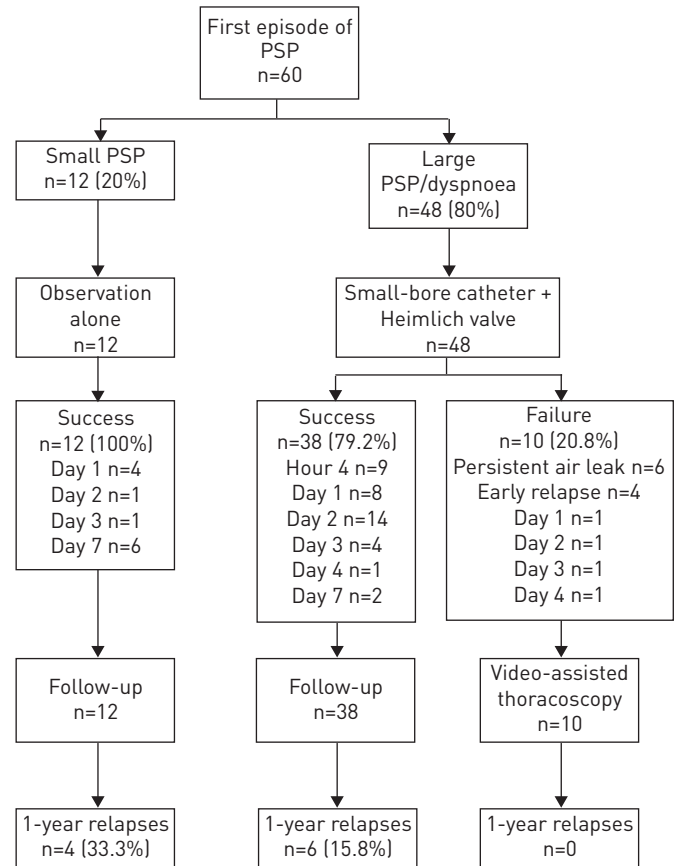 First episode of
PSP
n=60
Small PSP
n=12 (20%)
Large
PSP/dyspnoea
n=48 (80%)
Observation
alone
n=12
Small-bore catheter +
Heimlich valve
n=48
Success
n=12 (100%)
Day 1 n=4
Day 2 n=1
Day 3 n=1
Day 7 n=6
Success
n=38 (79.2%)
Hour 4 n=9
Day 1 n=8
Day 2 n=14
Day 3 n=4
Day 4 n=1
Day 7 n=2
Failure
n=10 (20.8%)
Persistent air leak n=6
Early relapse n=4
Day 1 n=1
Day 2 n=1
Day 3 n=1
Day 4 n=1
Follow-up
n=12
Follow-up
n=38
Video-assisted
thoracoscopy
n=10
1-year relapses
n=4 (33.3%)
1-year relapses
n=6 (15.8%)
1-year relapses
n=0